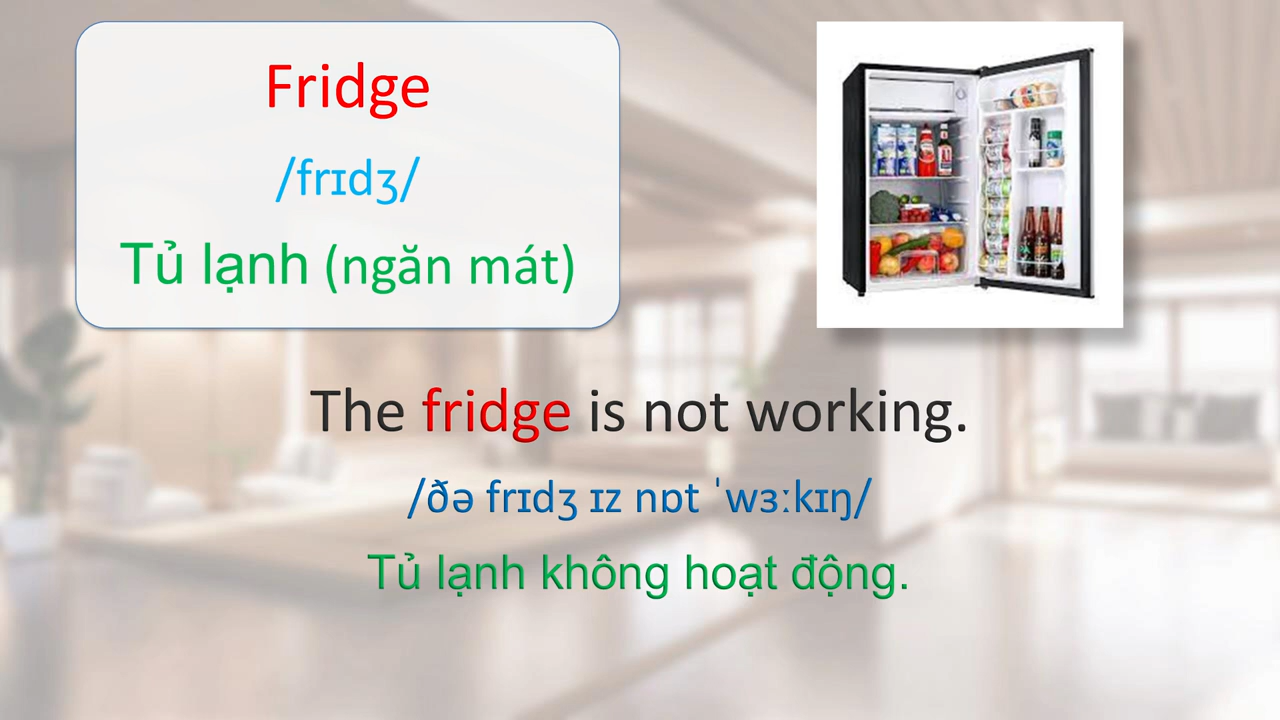 Fridge
/frɪdʒ/
Tủ lạnh (ngăn mát)
The fridge is not working.
/ðə frɪdʒ ɪz nɒt ˈwɜːkɪŋ/
Tủ lạnh không hoạt động.